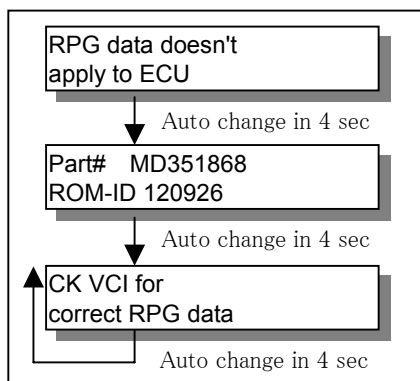 RPG data doesn't
apply to ECU
Auto change in 4 sec
Part# MD351868
ROM-ID 120926
Auto change in 4 sec
CK VCI for
correct RPG data
Auto change in 4 sec